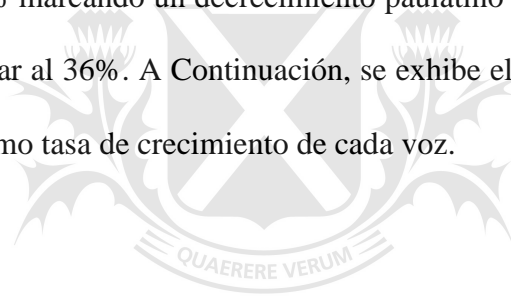 marcando un decrecimiento paulatino
ar al 36%. A Continuación, se exhibe el
mo tasa de crecimiento de cada voz.
QUAERERE VERUM